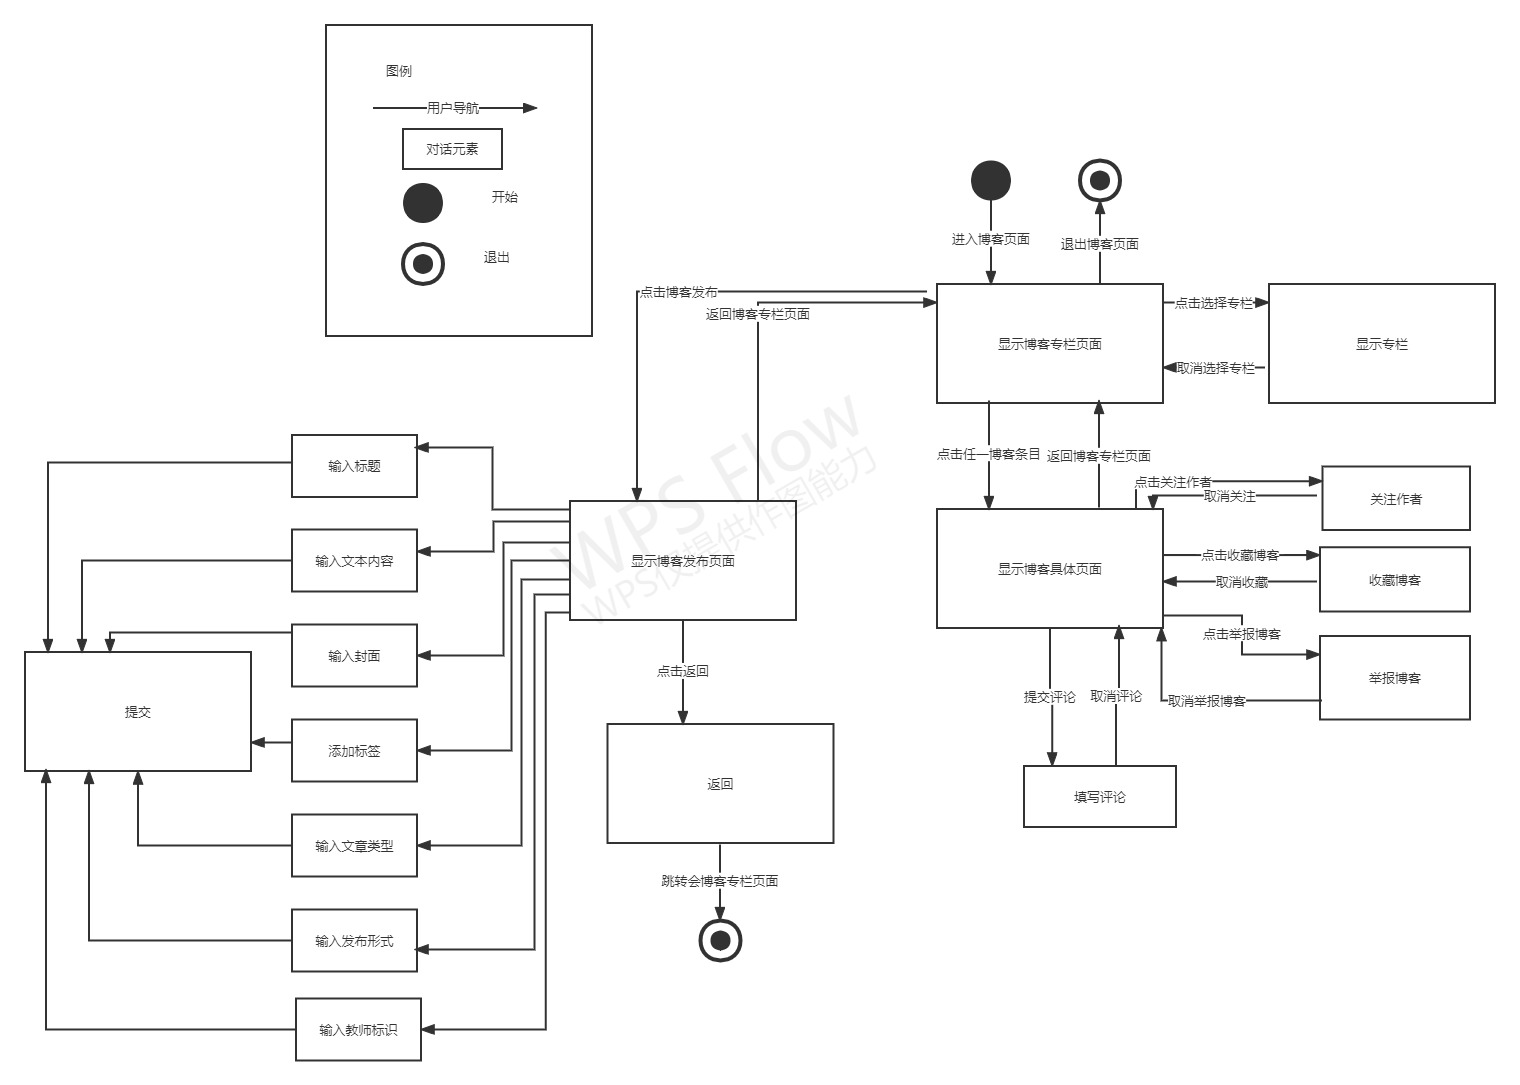 图例
用户导航
对话元素
开始
退出
进入博客页面
退出博客页面
点击博客发布
返回博客专栏页面
显示博客专栏页面
点击选择专栏
取消选择专栏
显示专栏
点击任一博客条目
返回博客专栏页面
点击关注作者
取消关注
关注作者
显示博客具体页面
点击收藏博客
取消收藏
收藏博客
点击举报博客
取消举报博客
举报博客
提交评论
取消评论
填写评论
显示博客发布页面
点击返回
返回
跳转会博客专栏页面
输入标题
输入文本内容
输入封面
添加标签
输入文章类型
输入发布形式
输入教师标识
提交
WPS Flow
WPS仅提供作图能力